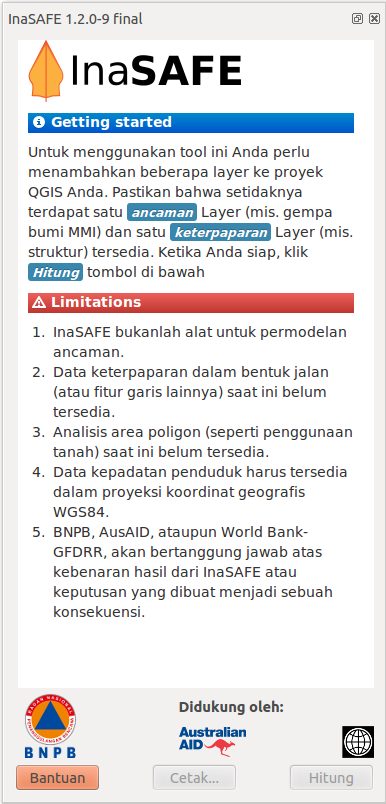 InaSAFE 1.2.0-9 final
InaSAFE
Getting started
Untuk menggunakan tool ini Anda perlu
menambahkan beberapa layer ke proyek
QGIS Anda. Pastikan bahwa setidaknya
terdapat satu ancaman Layer (mis. gempa
bumi MMI) dan satu keterpaparan Layer (mis.
struktur) tersedia. Ketika Anda siap, klik
Hitung tombol di bawah
Limitations
1. InaSAFE bukanlah alat untuk permodelan
ancaman.
2. Data keterpaparan dalam bentuk jalan
(atau fitur garis lainnya) saat ini belum
tersedia.
3. Analisis area poligon (seperti penggunaan
tanah) saat ini belum tersedia.
4. Data kepadatan penduduk harus tersedia
dalam proyeksi koordinat geografis
WGS84.
5. BNPB, AusAID, ataupun World Bank-
GFDRR, akan bertanggung jawab atas
kebenaran hasil dari InaSAFE atau
keputusan yang dibuat menjadi sebuah
konsekuensi.
BADAN NASIONAL
PENANGGULANGAN BENCANA
BNPB
Didukung oleh:
Australian
AID
Bantuan
Cetak...
Hitung